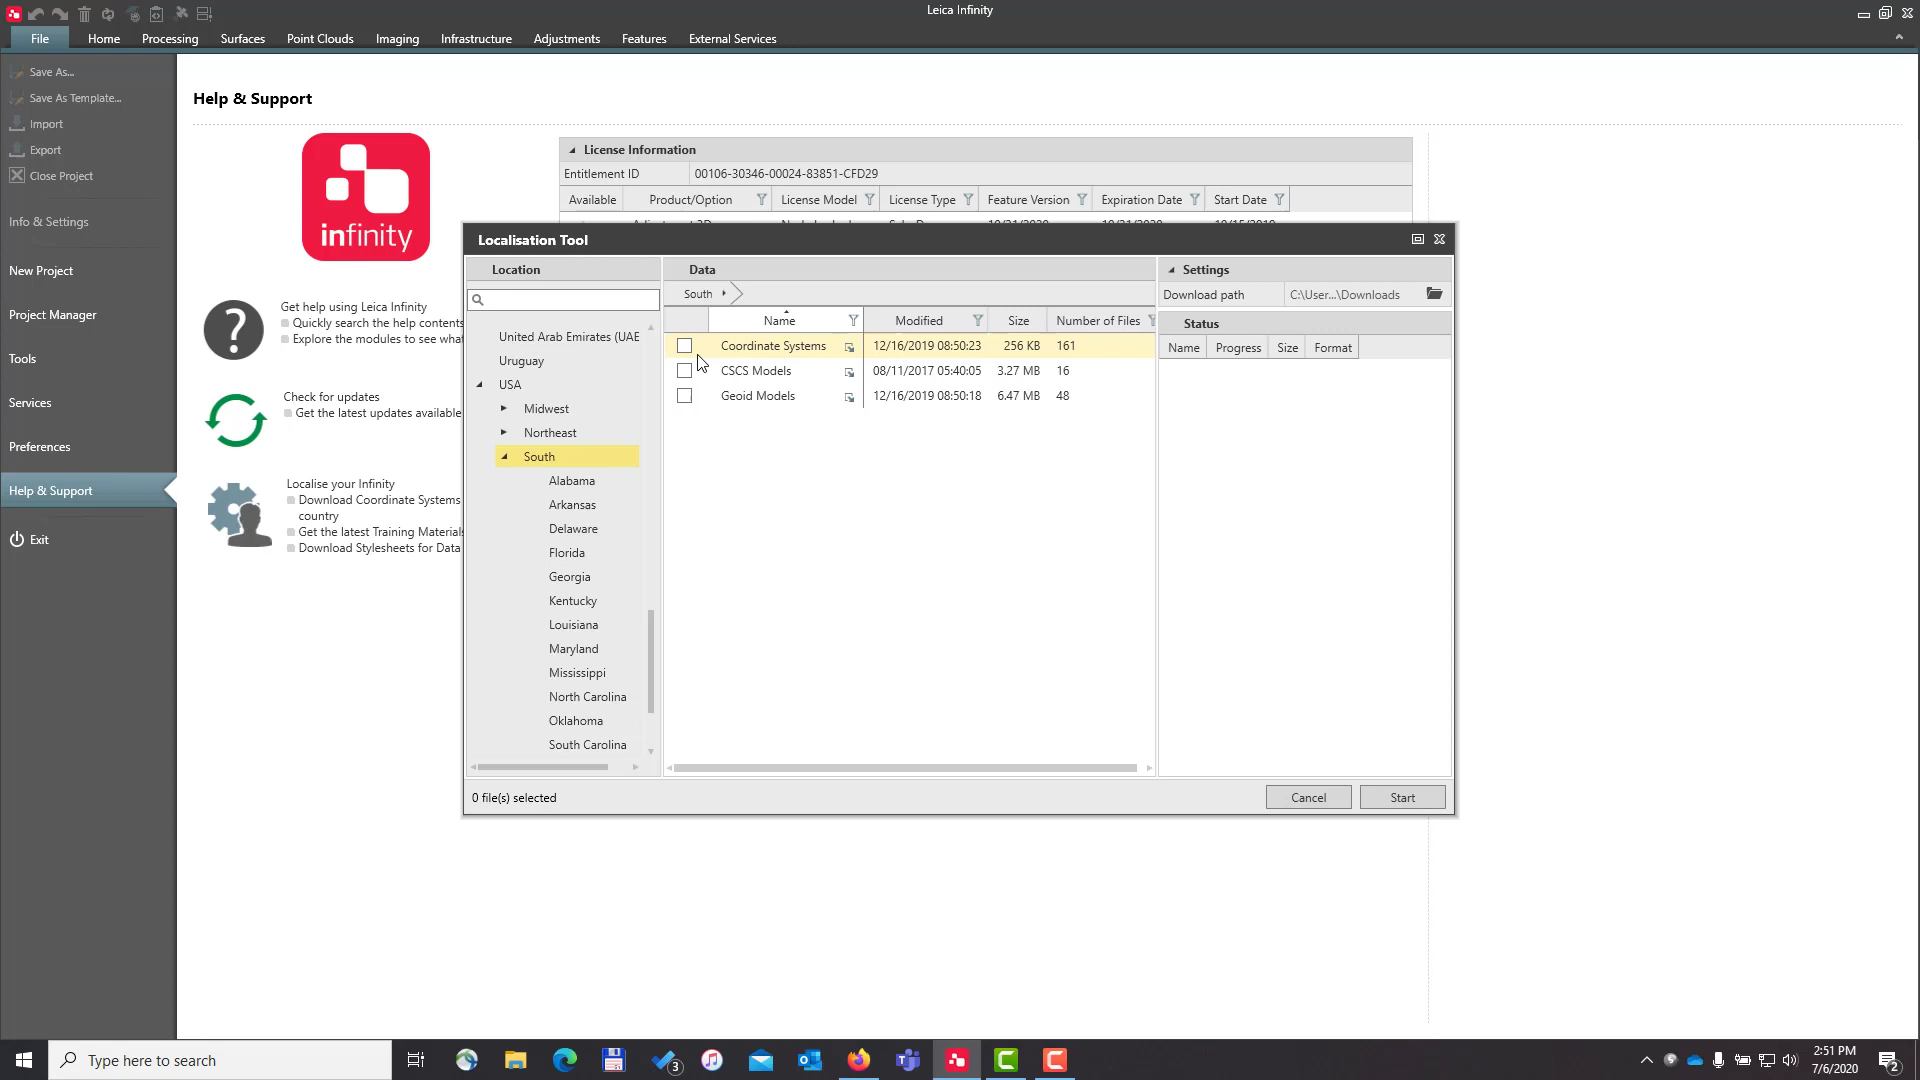 Leica Infinity
File Home Processing Surfaces Point Clouds Imaging Infrastructure Adjustments Features External Services
Save As...
Save As Template...
Import
Export
Close Project
Info & Settings
New Project
Project Manager
Tools
Services
Preferences
Help & Support
Exit
Help & Support
infinity
Get help using Leica Infinity
Quickly search the help contents
Explore the modules to see what
Check for updates
Get the latest updates available
Localise your Infinity
Download Coordinate Systems
country
Get the latest Training Materials
Download Stylesheets for Data
License Information
Entitlement ID 00106-30346-00024-83851-CFD29
Available Product/Option License Model License Type Feature Version Expiration Date Start Date
Localisation Tool
Location
United Arab Emirates (UAE
Uruguay
USA
Midwest
Northeast
South
Alabama
Arkansas
Delaware
Florida
Georgia
Kentucky
Louisiana
Maryland
Mississippi
North Carolina
Oklahoma
South Carolina
Data
South
Name Modified Size Number of Files
Coordinate Systems 12/16/2019 08:50:23 256 KB 161
CSCS Models 08/11/2017 05:40:05 3.27 MB 16
Geoid Models 12/16/2019 08:50:18 6.47 MB 48
Settings
Download path C:\User...\Downloads
Status
Name Progress Size Format
0 file(s) selected
Cancel Start
Type here to search
3
2:51 PM
7/6/2020
2